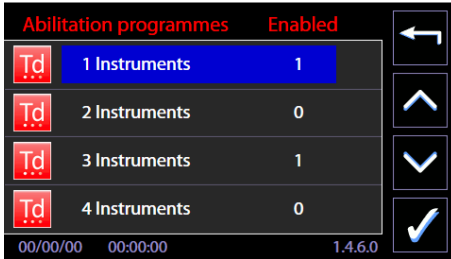 Abilitation programmes Enabled
Td 1 Instruments 1
Td 2 Instruments 0
Td 3 Instruments 1
Td 4 Instruments 0
00/00/00 00:00:00 1.4.6.0